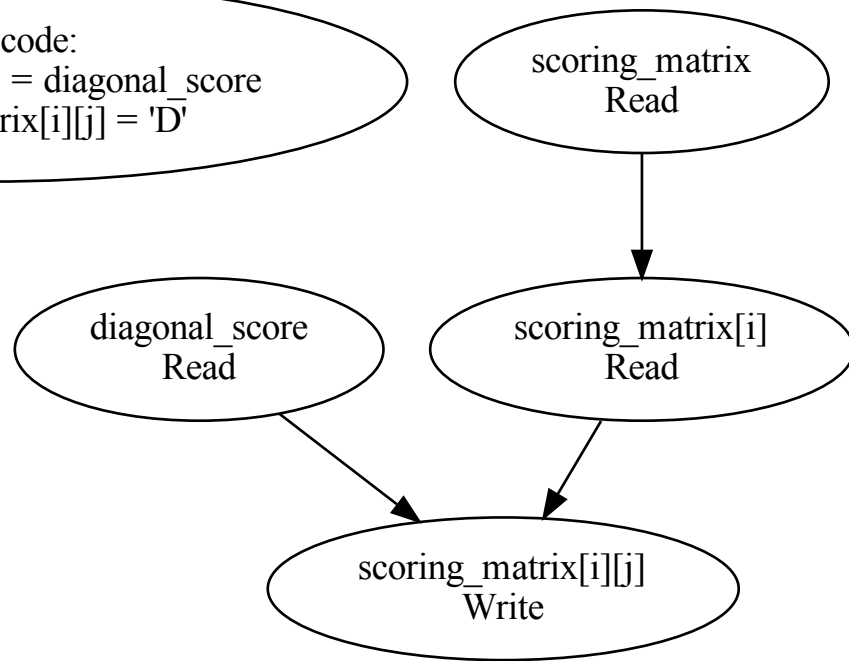 code:
= diagonal_score
rix[i][j] = 'D'
scoring_matrix
Read
diagonal_score
Read
scoring_matrix[i]
Read
scoring_matrix[i][j]
Write